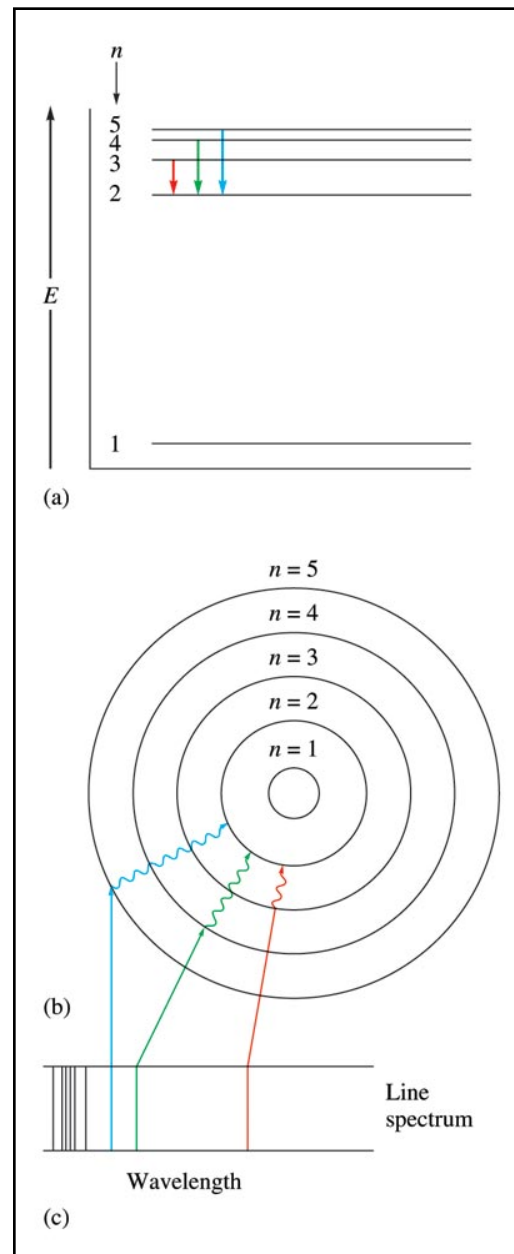 n
5
4
3
2
E
1
(a)
n = 5
n = 4
n = 3
n = 2
n = 1
(b)
Line
spectrum
Wavelength
(c)